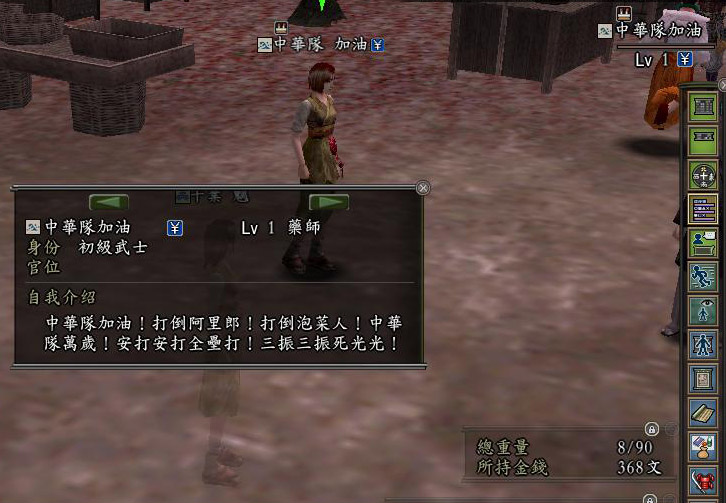 中華隊 加油
中華隊加油
Lv 1
中華隊加油
Lv 1 藥師
身份 初級武士
官位
自我介紹
中華隊加油！打倒阿里郎！打倒泡菜人！中華
隊萬歲！安打安打全壘打！三振三振死光光！
總重量 8/90
所持金錢 368文